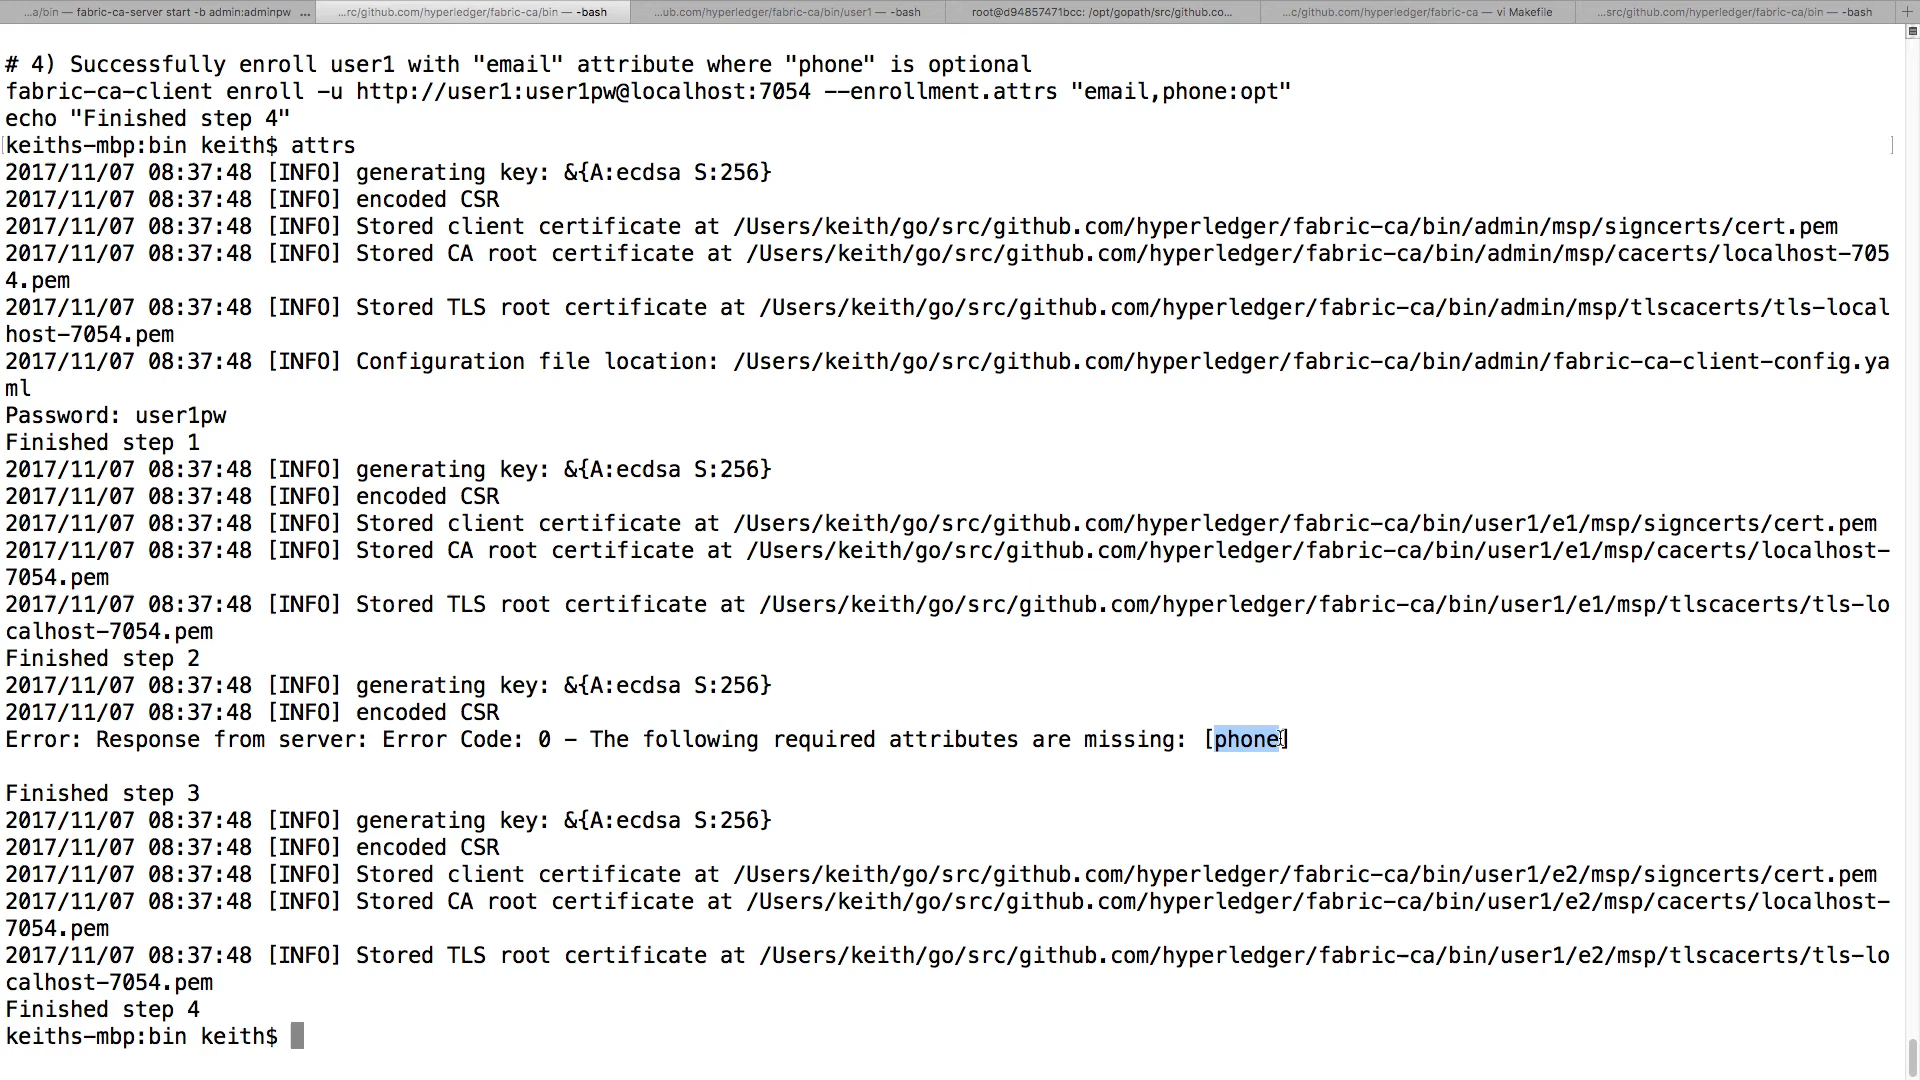 ...a/bin — fabric-ca-server start -b admin:adminpw ...
...rc/github.com/hyperledger/fabric-ca/bin — -bash
...ub.com/hyperledger/fabric-ca/bin/user1 — -bash
root@d94857471bcc: /opt/gopath/src/github.co...
...c/github.com/hyperledger/fabric-ca — vi Makefile
...src/github.com/hyperledger/fabric-ca/bin — -bash
# 4) Successfully enroll user1 with "email" attribute where "phone" is optional
fabric-ca-client enroll -u http://user1:user1pw@localhost:7054 --enrollment.attrs "email,phone:opt"
echo "Finished step 4"
[keiths-mbp:bin keith$ attrs ]
2017/11/07 08:37:48 [INFO] generating key: &{A:ecdsa S:256}
2017/11/07 08:37:48 [INFO] encoded CSR
2017/11/07 08:37:48 [INFO] Stored client certificate at /Users/keith/go/src/github.com/hyperledger/fabric-ca/bin/admin/msp/signcerts/cert.pem
2017/11/07 08:37:48 [INFO] Stored CA root certificate at /Users/keith/go/src/github.com/hyperledger/fabric-ca/bin/admin/msp/cacerts/localhost-705
4.pem
2017/11/07 08:37:48 [INFO] Stored TLS root certificate at /Users/keith/go/src/github.com/hyperledger/fabric-ca/bin/admin/msp/tlscacerts/tls-local
host-7054.pem
2017/11/07 08:37:48 [INFO] Configuration file location: /Users/keith/go/src/github.com/hyperledger/fabric-ca/bin/admin/fabric-ca-client-config.ya
ml
Password: user1pw
Finished step 1
2017/11/07 08:37:48 [INFO] generating key: &{A:ecdsa S:256}
2017/11/07 08:37:48 [INFO] encoded CSR
2017/11/07 08:37:48 [INFO] Stored client certificate at /Users/keith/go/src/github.com/hyperledger/fabric-ca/bin/user1/e1/msp/signcerts/cert.pem
2017/11/07 08:37:48 [INFO] Stored CA root certificate at /Users/keith/go/src/github.com/hyperledger/fabric-ca/bin/user1/e1/msp/cacerts/localhost-
7054.pem
2017/11/07 08:37:48 [INFO] Stored TLS root certificate at /Users/keith/go/src/github.com/hyperledger/fabric-ca/bin/user1/e1/msp/tlscacerts/tls-lo
calhost-7054.pem
Finished step 2
2017/11/07 08:37:48 [INFO] generating key: &{A:ecdsa S:256}
2017/11/07 08:37:48 [INFO] encoded CSR
Error: Response from server: Error Code: 0 - The following required attributes are missing: [phone]
Finished step 3
2017/11/07 08:37:48 [INFO] generating key: &{A:ecdsa S:256}
2017/11/07 08:37:48 [INFO] encoded CSR
2017/11/07 08:37:48 [INFO] Stored client certificate at /Users/keith/go/src/github.com/hyperledger/fabric-ca/bin/user1/e2/msp/signcerts/cert.pem
2017/11/07 08:37:48 [INFO] Stored CA root certificate at /Users/keith/go/src/github.com/hyperledger/fabric-ca/bin/user1/e2/msp/cacerts/localhost-
7054.pem
2017/11/07 08:37:48 [INFO] Stored TLS root certificate at /Users/keith/go/src/github.com/hyperledger/fabric-ca/bin/user1/e2/msp/tlscacerts/tls-lo
calhost-7054.pem
Finished step 4
keiths-mbp:bin keith$